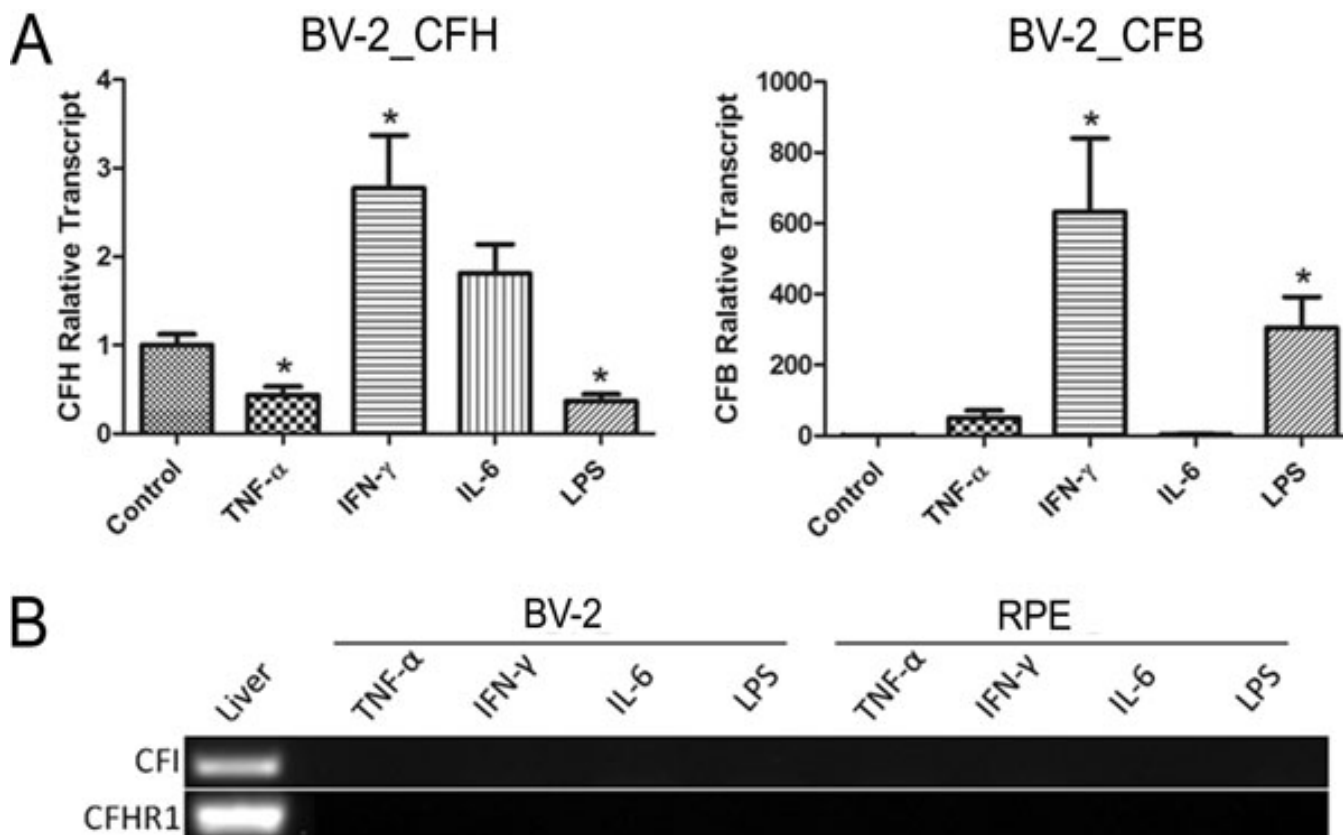 A
BV-2_CFH
CFH Ralative Transcript
4
3
2
1
0
*
*
*
Control
TNF-α
IFN-γ
IL-6
LPS
BV-2_CFB
CFB Ralative Transcript
1000
800
600
400
200
0
*
*
Control
TNF-α
IFN-γ
IL-6
LPS
B
BV-2
RPE
Liver
TNF-α
IFN-γ
IL-6
LPS
TNF-α
IFN-γ
IL-6
LPS
CFI
CFHR1